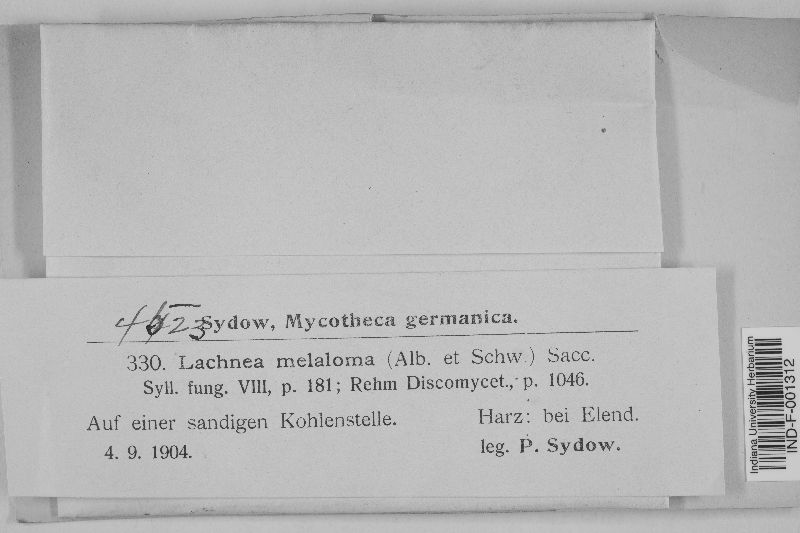 Sydow, Mycotheca germanica.
330. Lachnea melaloma (Alb. et Schw.) Sacc.
Syll. fung. VIII, p. 181; Rehm Discomycet., p. 1046.
Auf einer sandigen Kohlenstelle. Harz: bei Elend.
4. 9. 1904. leg. P. Sydow.
Indiana University Herbarium
IND-F-001312